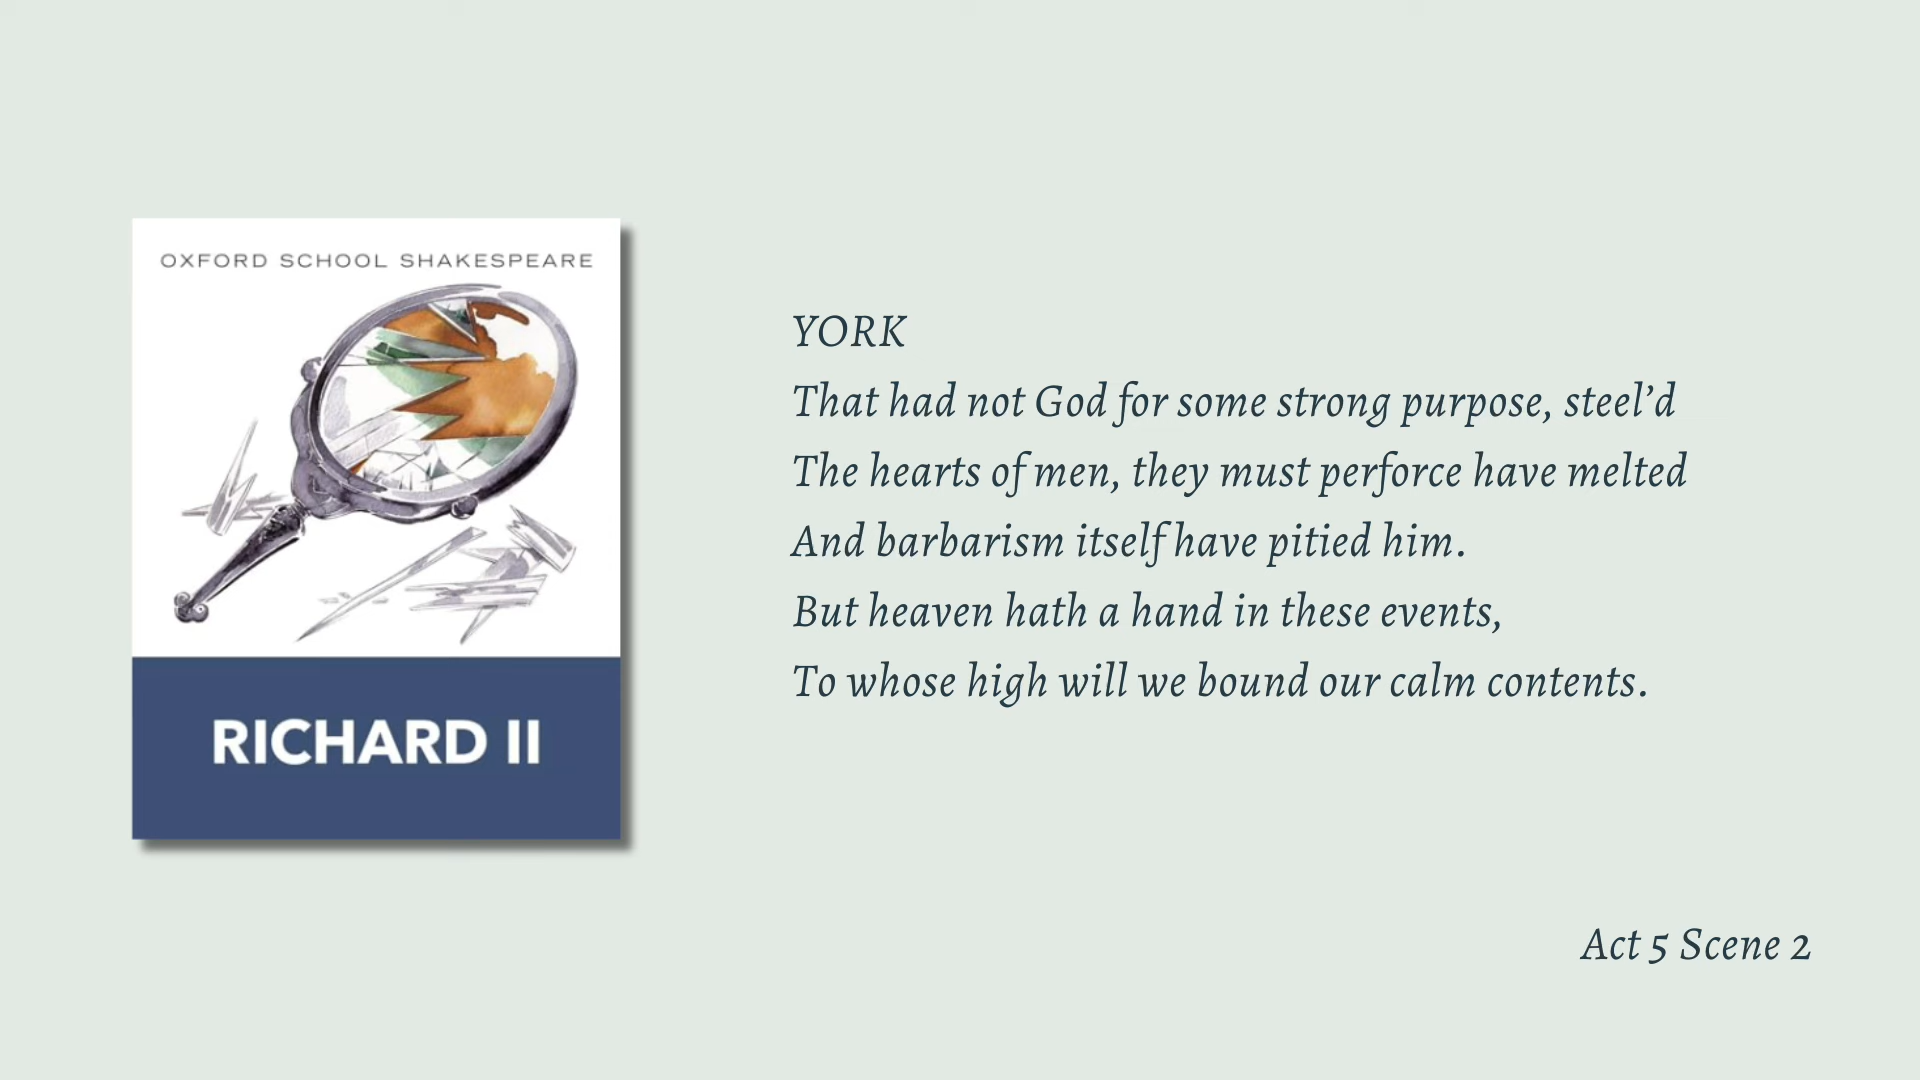 OXFORD SCHOOL SHAKESPEARE
RICHARD II
YORK
That had not God for some strong purpose, steel’d
The hearts of men, they must perforce have melted
And barbarism itself have pitied him.
But heaven hath a hand in these events,
To whose high will we bound our calm contents.
Act 5 Scene 2